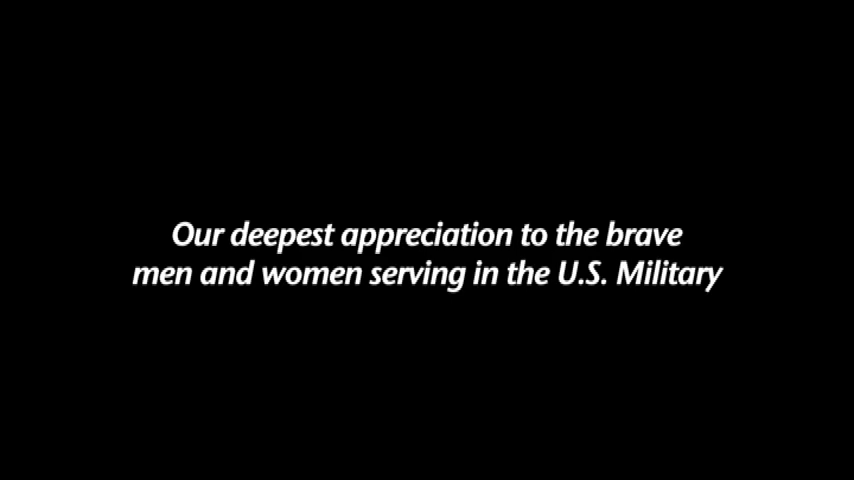 Our deepest appreciation to the brave
men and women serving in the U.S. Military